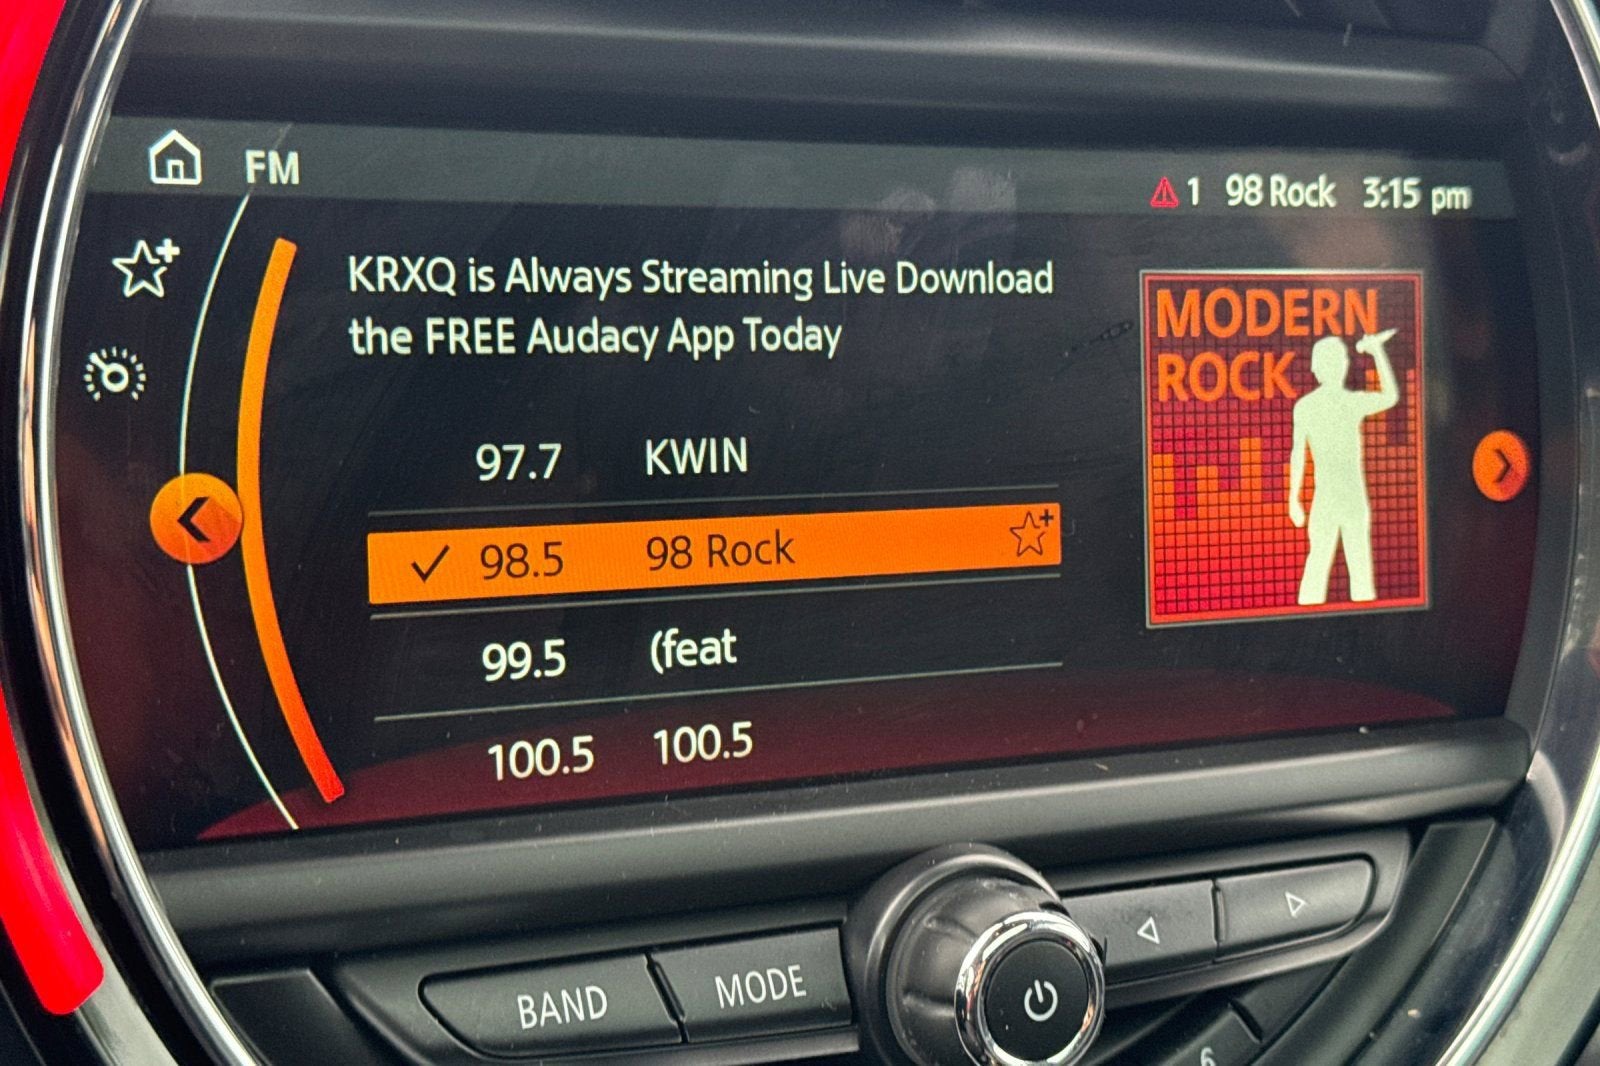 FM
1 98 Rock 3:15 pm
KRXQ is Always Streaming Live Download
the FREE Audacy App Today
MODERN
ROCK
97.7 KWIN
98.5 98 Rock
99.5 (feat
100.5 100.5
BAND
MODE
6